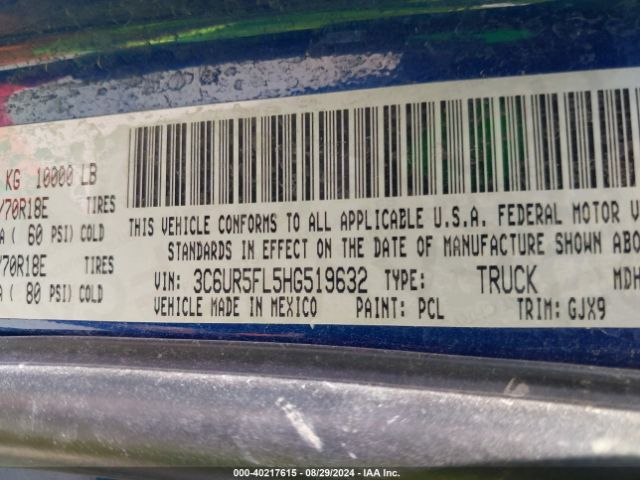 KG 10000 LB
/70R18E TIRES
A ( 60 PSI) COLD
/70R18E TIRES
A ( 80 PSI) COLD
THIS VEHICLE CONFORMS TO ALL APPLICABLE U.S.A. FEDERAL MOTOR
STANDARDS IN EFFECT ON THE DATE OF MANUFACTURE SHOWN ABO
VIN: 3C6UR5FL5HG519632 TYPE: TRUCK MDH
VEHICLE MADE IN MEXICO PAINT: PCL TRIM: GJX9
000-40217615 - 08/29/2024 - IAA Inc.